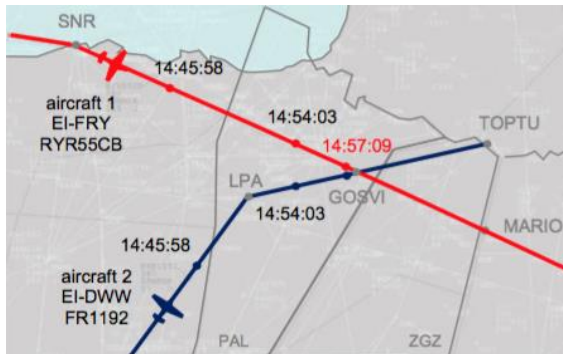 SNR
14:45:58
aircraft 1
EI-FRY
RYR55CB
14:54:03
14:57:09
TOPTU
LPA
GOSVI
14:54:03
MARIO
14:45:58
aircraft 2
EI-DWW
FR1192
PAL
ZGZ